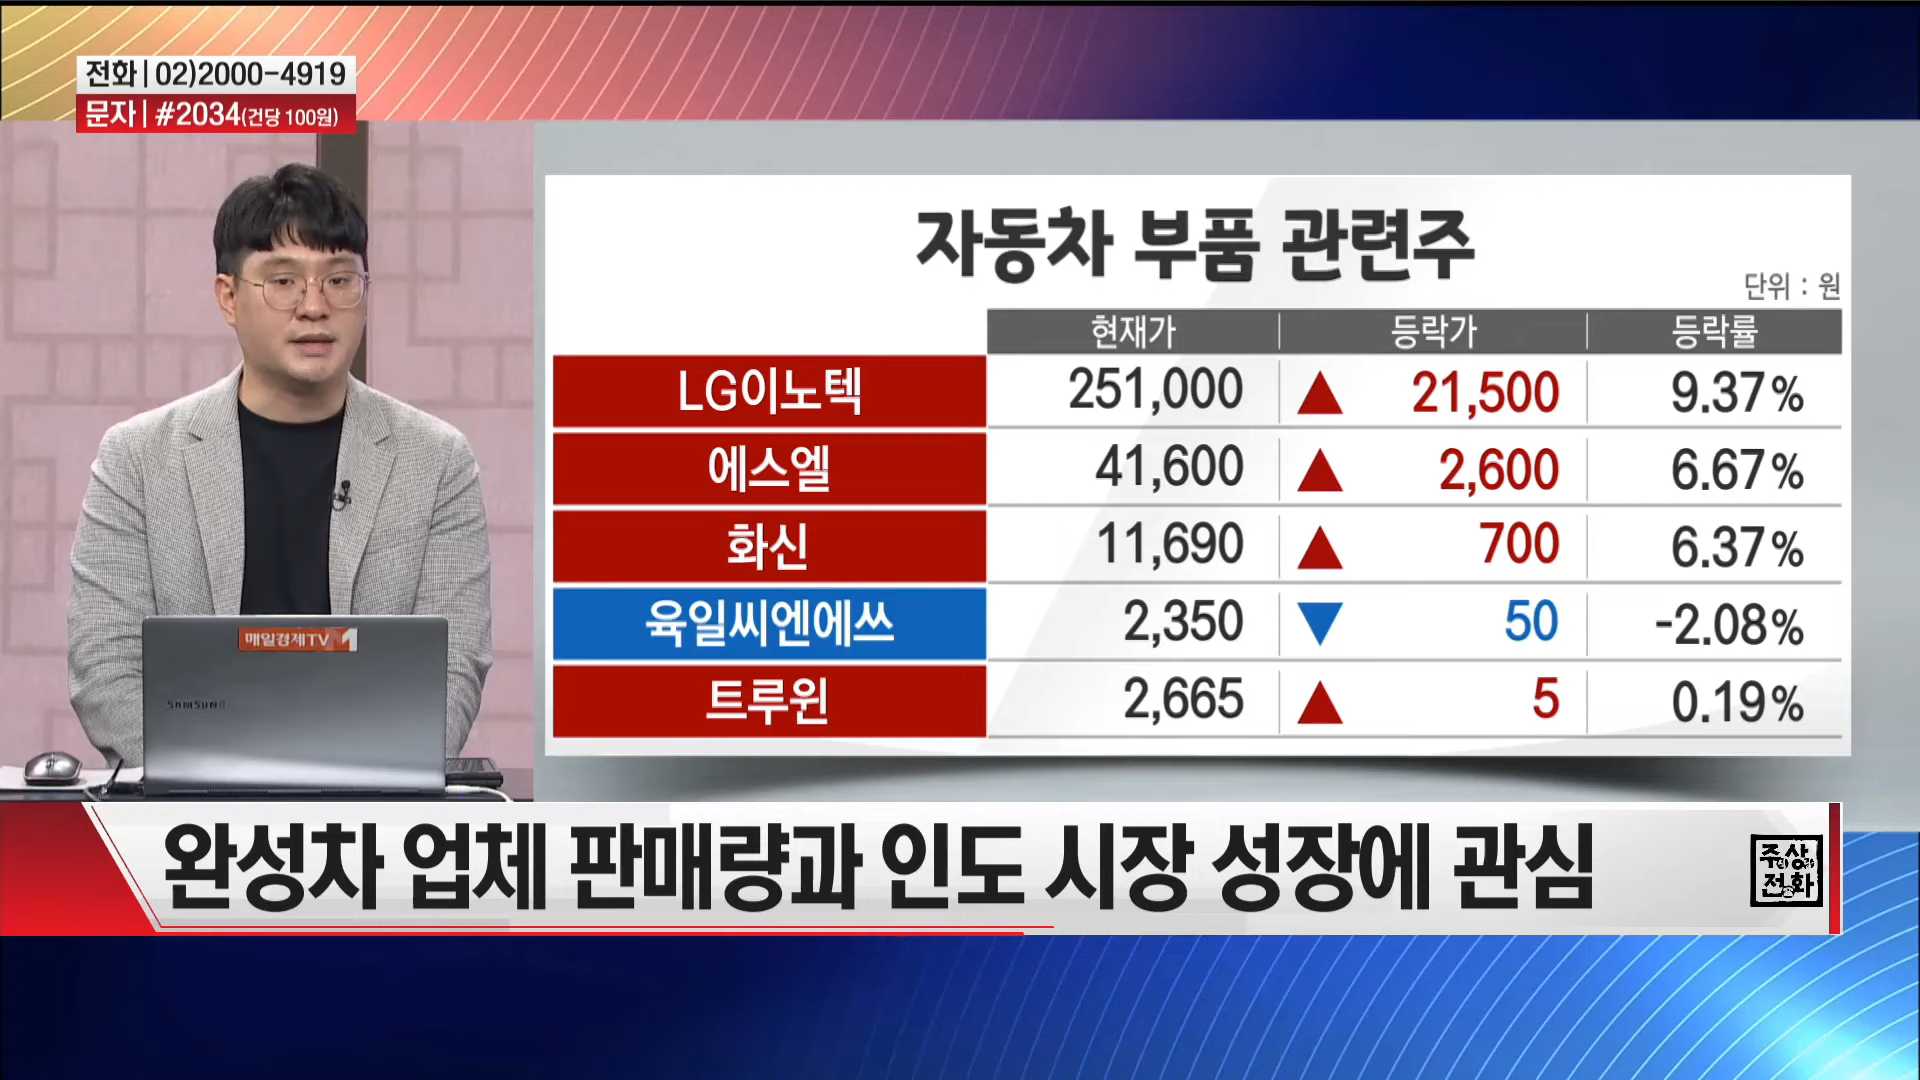 전화 | 02)2000-4919
문자 | #2034(건당 100원)
자동차 부품 관련주
단위 : 원
현재가 등락가 등락률
LG이노텍 251,000 ▲ 21,500 9.37%
에스엘 41,600 ▲ 2,600 6.67%
화신 11,690 ▲ 700 6.37%
육일씨엔에쓰 2,350 ▼ 50 -2.08%
트루윈 2,665 ▲ 5 0.19%
매일경제TV
SAMSUNG
완성차 업체 판매량과 인도 시장 성장에 관심
주상
전화